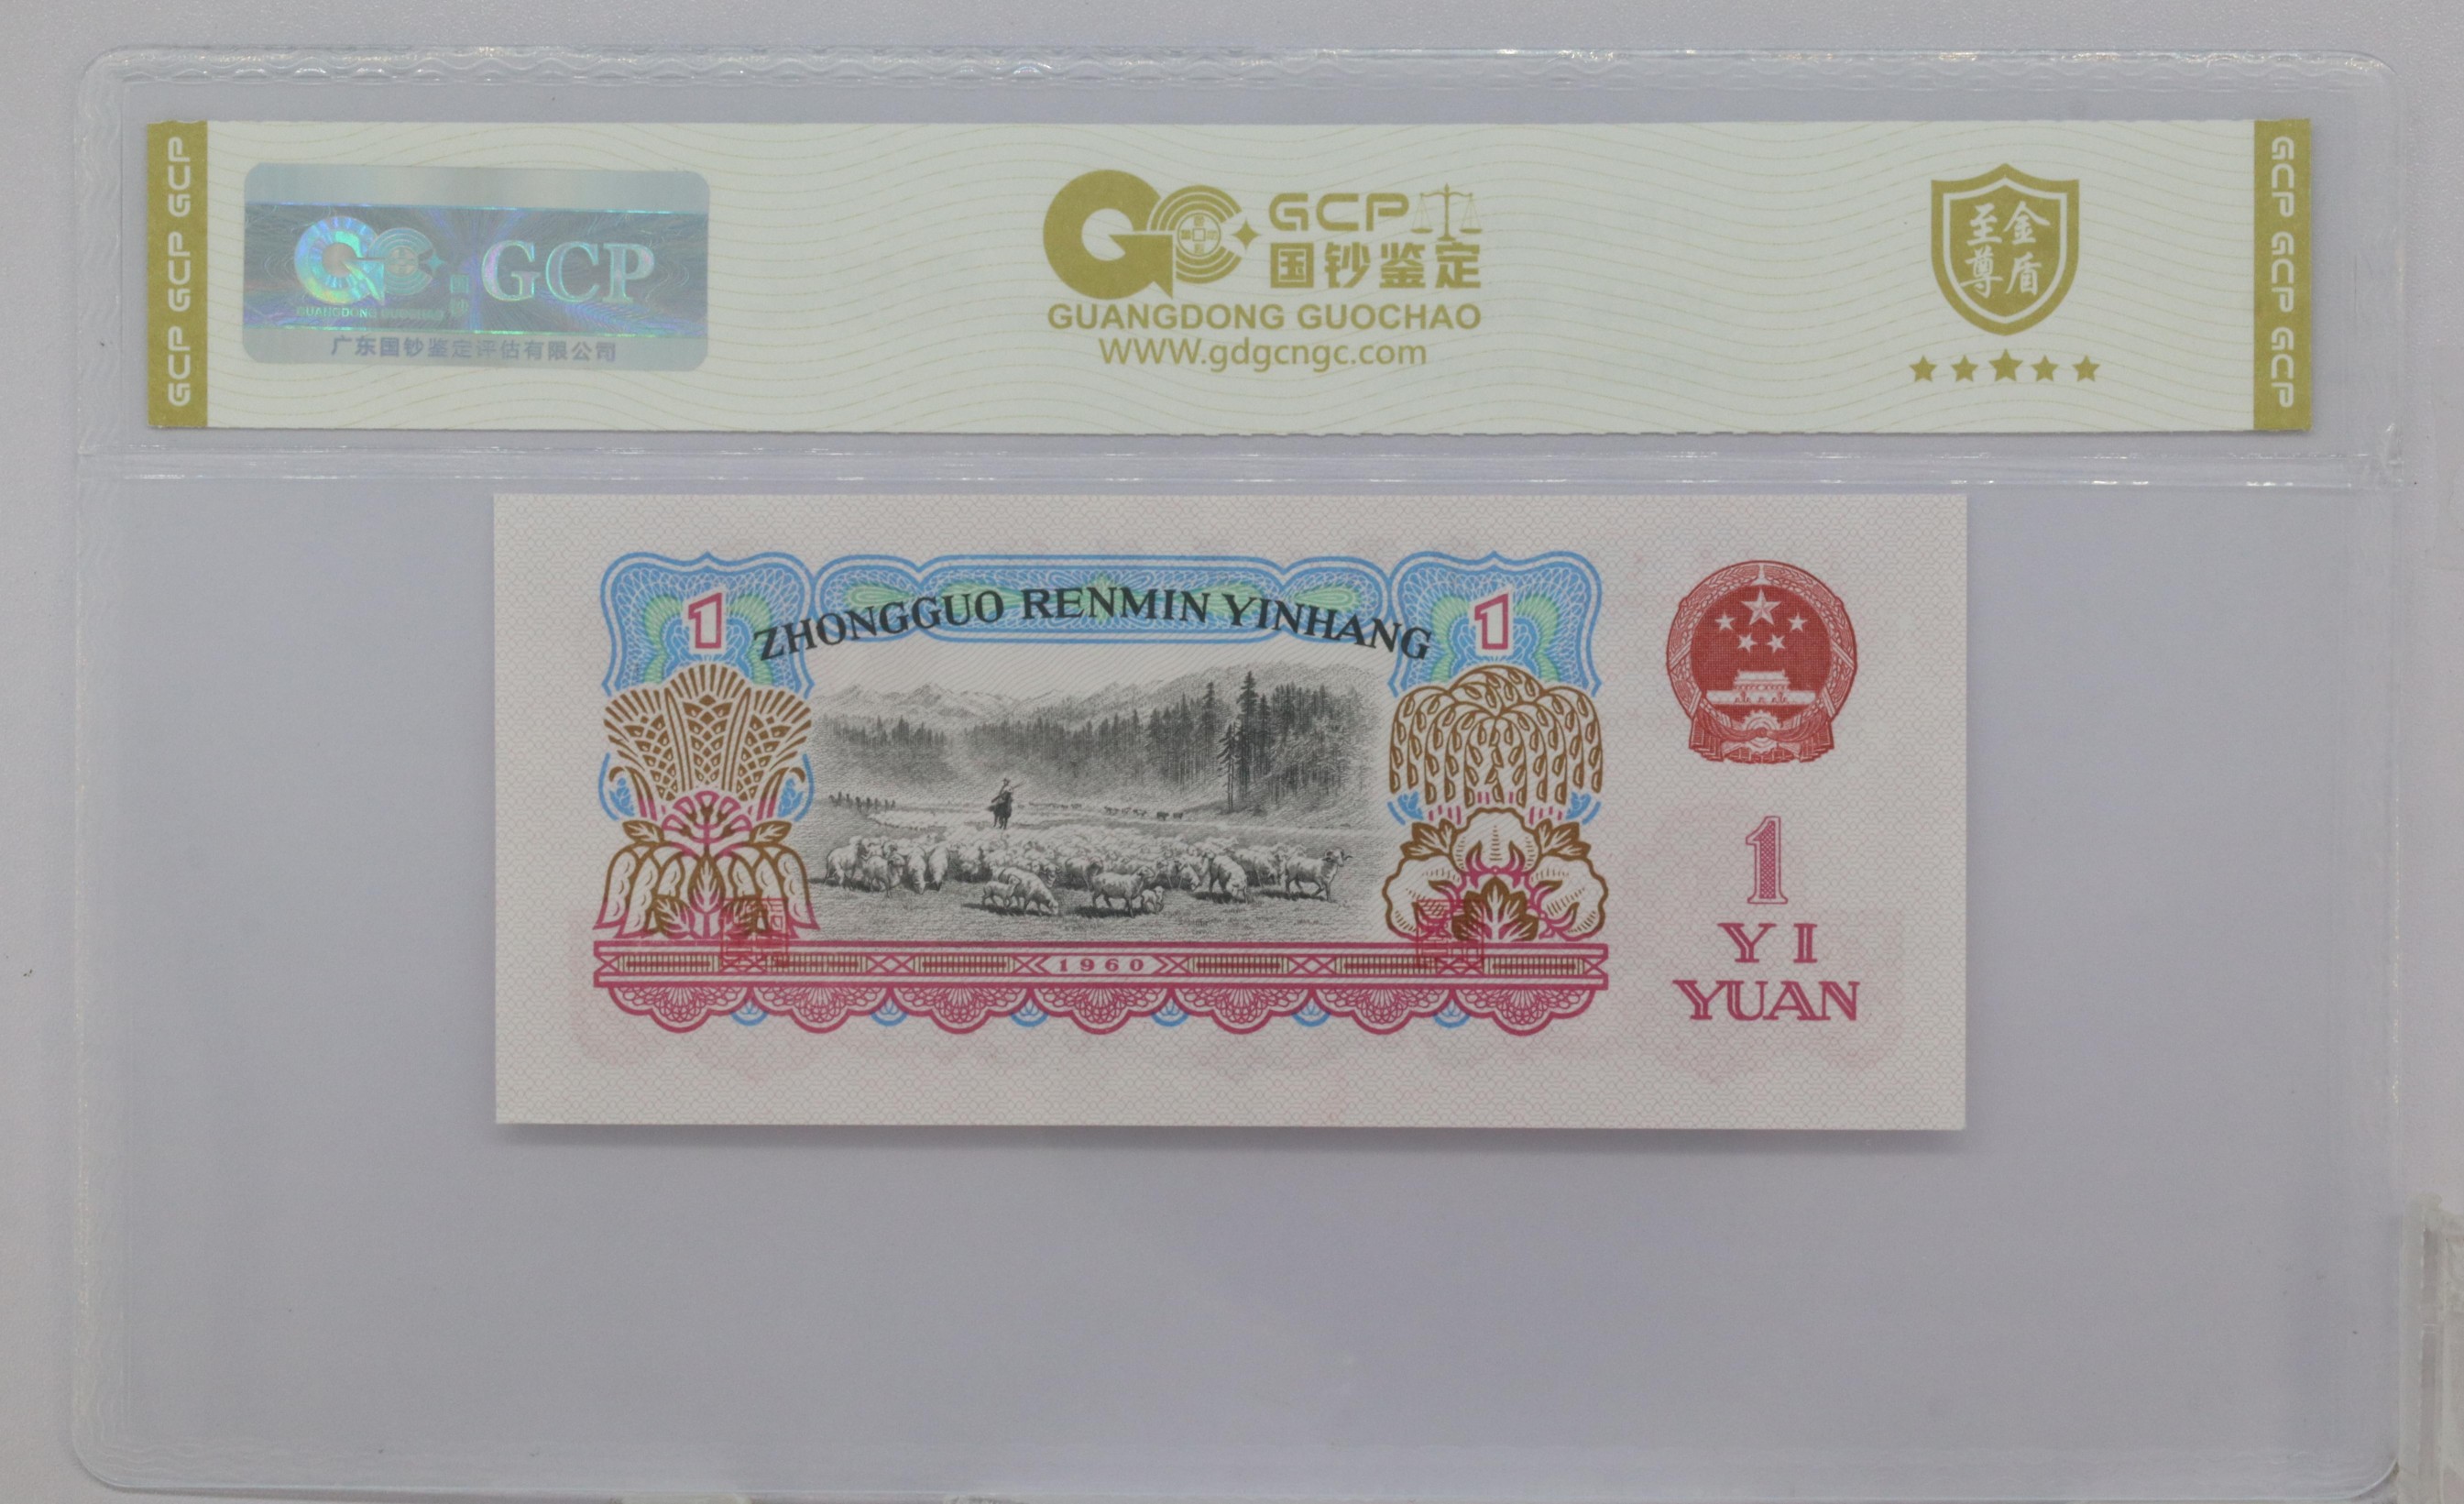 GCP GCP GCP
GCP
GUANGDONG GUOCHAO
国钞
广东国钞鉴定评估有限公司
GCP
国钞鉴定
GUANGDONG GUOCHAO
WWW.gdgcngc.com
至尊
金盾
GCP GCP GCP
1
ZHONGGUO RENMIN YINHANG
1
1960
1
YI
YUAN